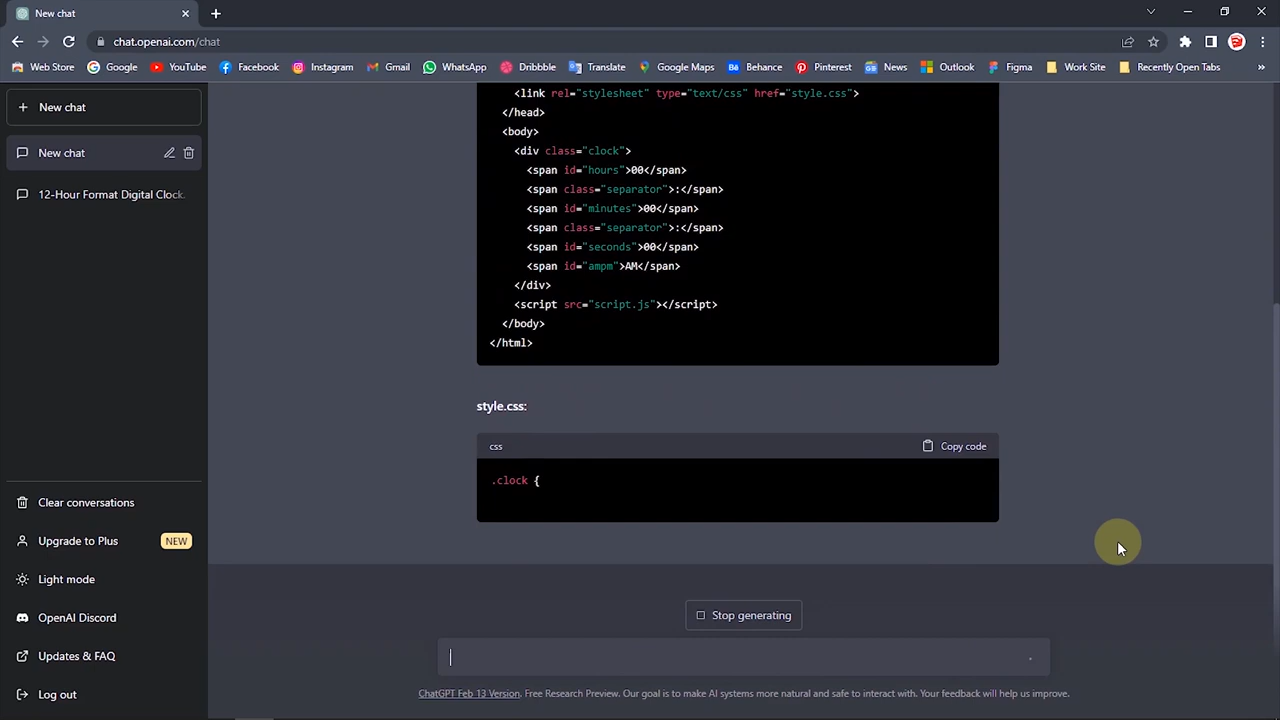 New chat
chat.openai.com/chat
Web Store Google YouTube Facebook Instagram Gmail WhatsApp Dribbble Translate Google Maps Behance Pinterest News Outlook Figma Work Site Recently Open Tabs »
New chat
New chat
12-Hour Format Digital Clock.
Clear conversations
Upgrade to Plus NEW
Light mode
OpenAI Discord
Updates & FAQ
Log out
<link rel="stylesheet" type="text/css" href="style.css">
</head>
<body>
<div class="clock">
<span id="hours">00</span>
<span class="separator">:</span>
<span id="minutes">00</span>
<span class="separator">:</span>
<span id="seconds">00</span>
<span id="ampm">AM</span>
</div>
<script src="script.js"></script>
</body>
</html>
style.css:
css Copy code
.clock {
Stop generating
ChatGPT Feb 13 Version. Free Research Preview. Our goal is to make AI systems more natural and safe to interact with. Your feedback will help us improve.